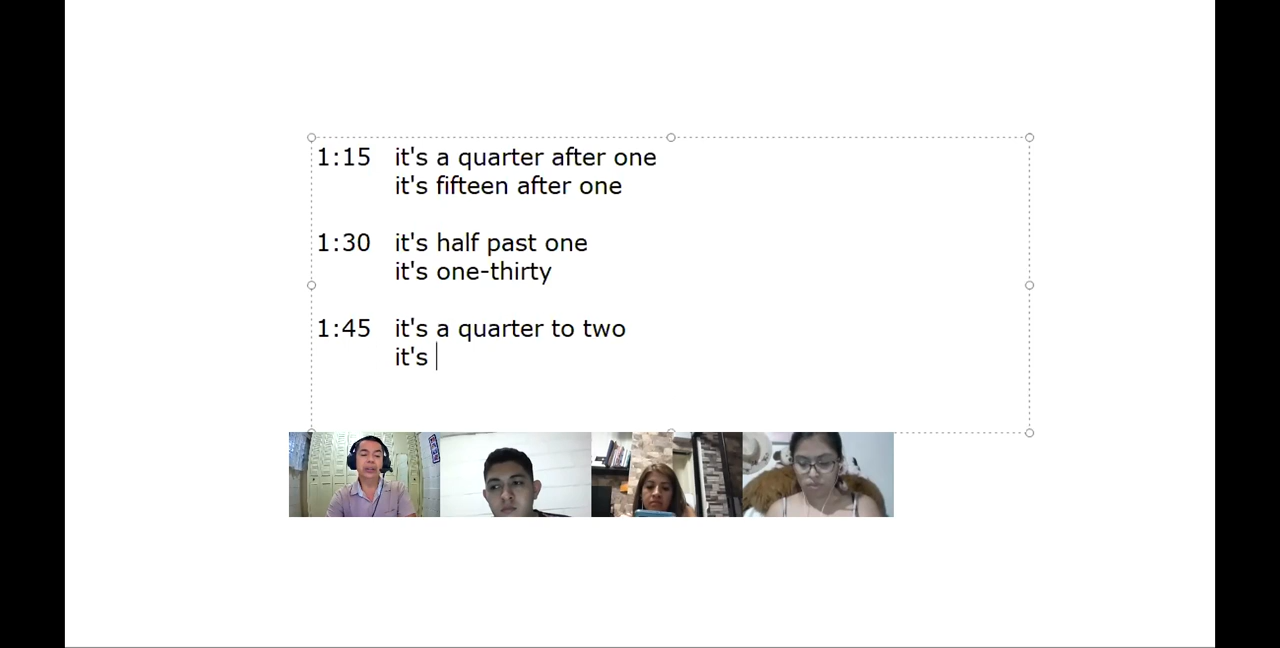 1:15 it's a quarter after one
it's fifteen after one
1:30 it's half past one
it's one-thirty
1:45 it's a quarter to two
it's